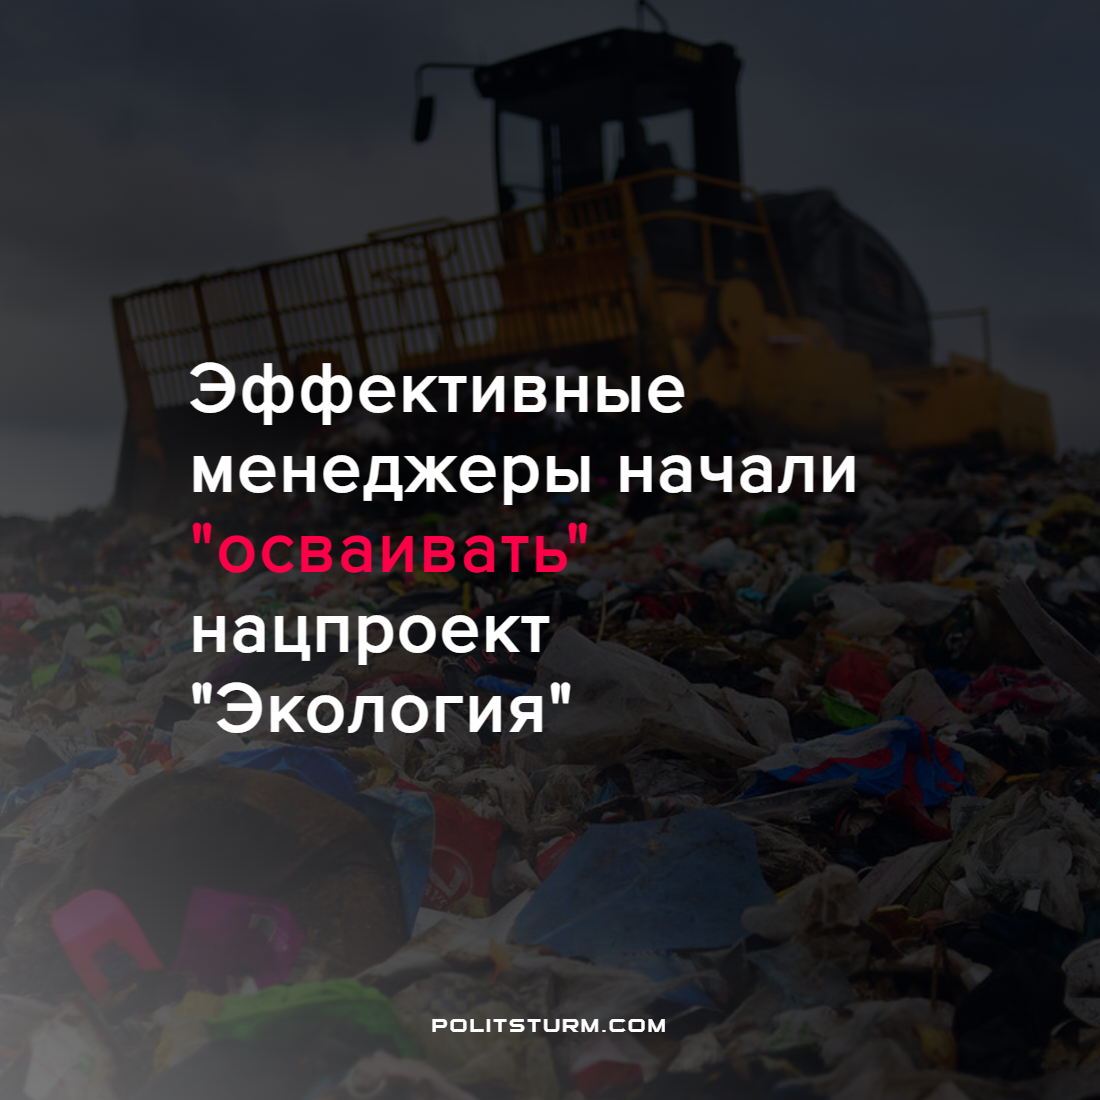 Эффективные
менеджеры начали
"осваивать"
нацпроект
"Экология"
POLITSTURM.COM